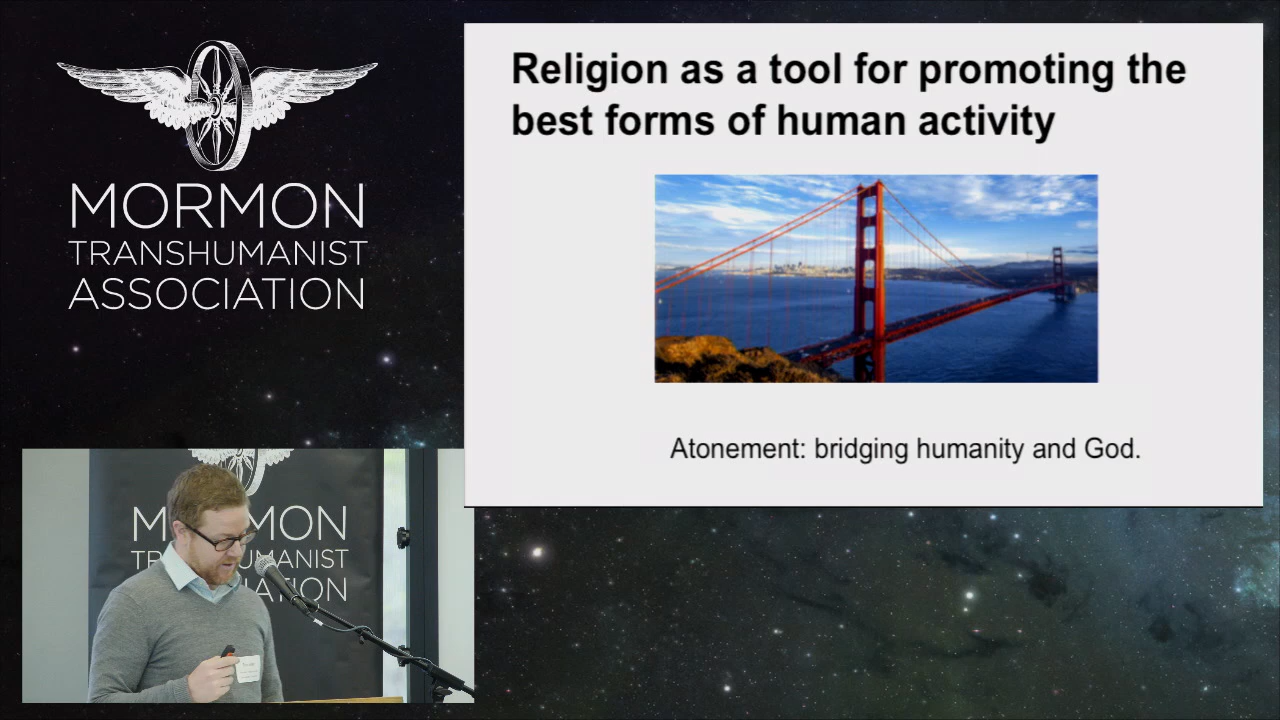 MORMON
TRANSHUMANIST
ASSOCIATION
Religion as a tool for promoting the
best forms of human activity
Atonement: bridging humanity and God.
MORMON